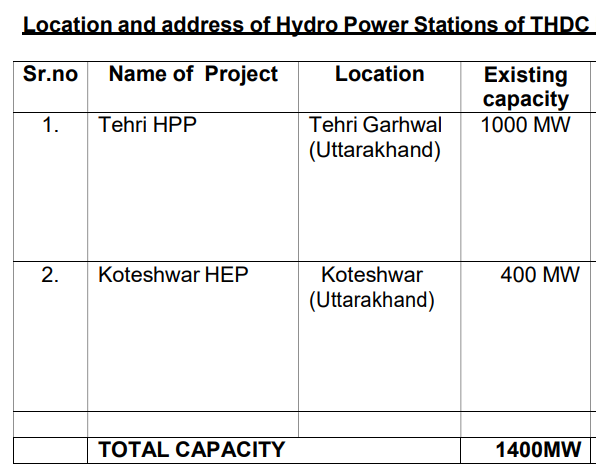 Location and address of Hydro Power Stations of THDC
Sr.no Name of Project Location Existing
capacity
1. Tehri HPP Tehri Garhwal 1000 MW
(Uttarakhand)
2. Koteshwar HEP Koteshwar 400 MW
(Uttarakhand)
TOTAL CAPACITY 1400MW